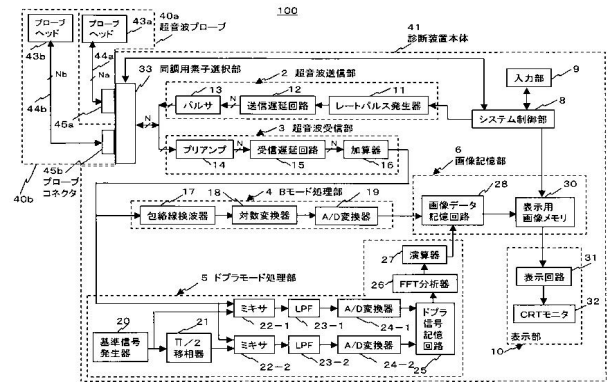 100
プローブ
ヘッド
43b
プローブ
ヘッド
43a
40a
超音波プローブ
41
診断装置本体
44a
Nb
Na
44b
33
同調用素子選択部
2 超音波送信部
13
12
11
パルサ
N
送信遅延回路
N
レートパルス発生器
入力部
9
8
システム制御部
45a
N
3 超音波受信部
プリアンプ
N
受信遅延回路
N
加算器
14
15
16
45b プローブ
コネクタ
40b
6
画像記憶部
17
18
4 Bモード処理部
19
28
30
包絡線検波器
対数変換器
A/D変換器
画像データ
記憶回路
表示用
画像メモリ
27
演算器
26
FFT分析器
31
表示回路
CRTモニタ
32
10
表示部
5 ドプラモード処理部
20
基準信号
発生器
21
Π/2
移相器
ミキサ
LPF
A/D変換器
22-1
23-1
24-1
ミキサ
LPF
A/D変換器
22-2
23-2
24-2
ドプラ
信号
記憶
回路
25